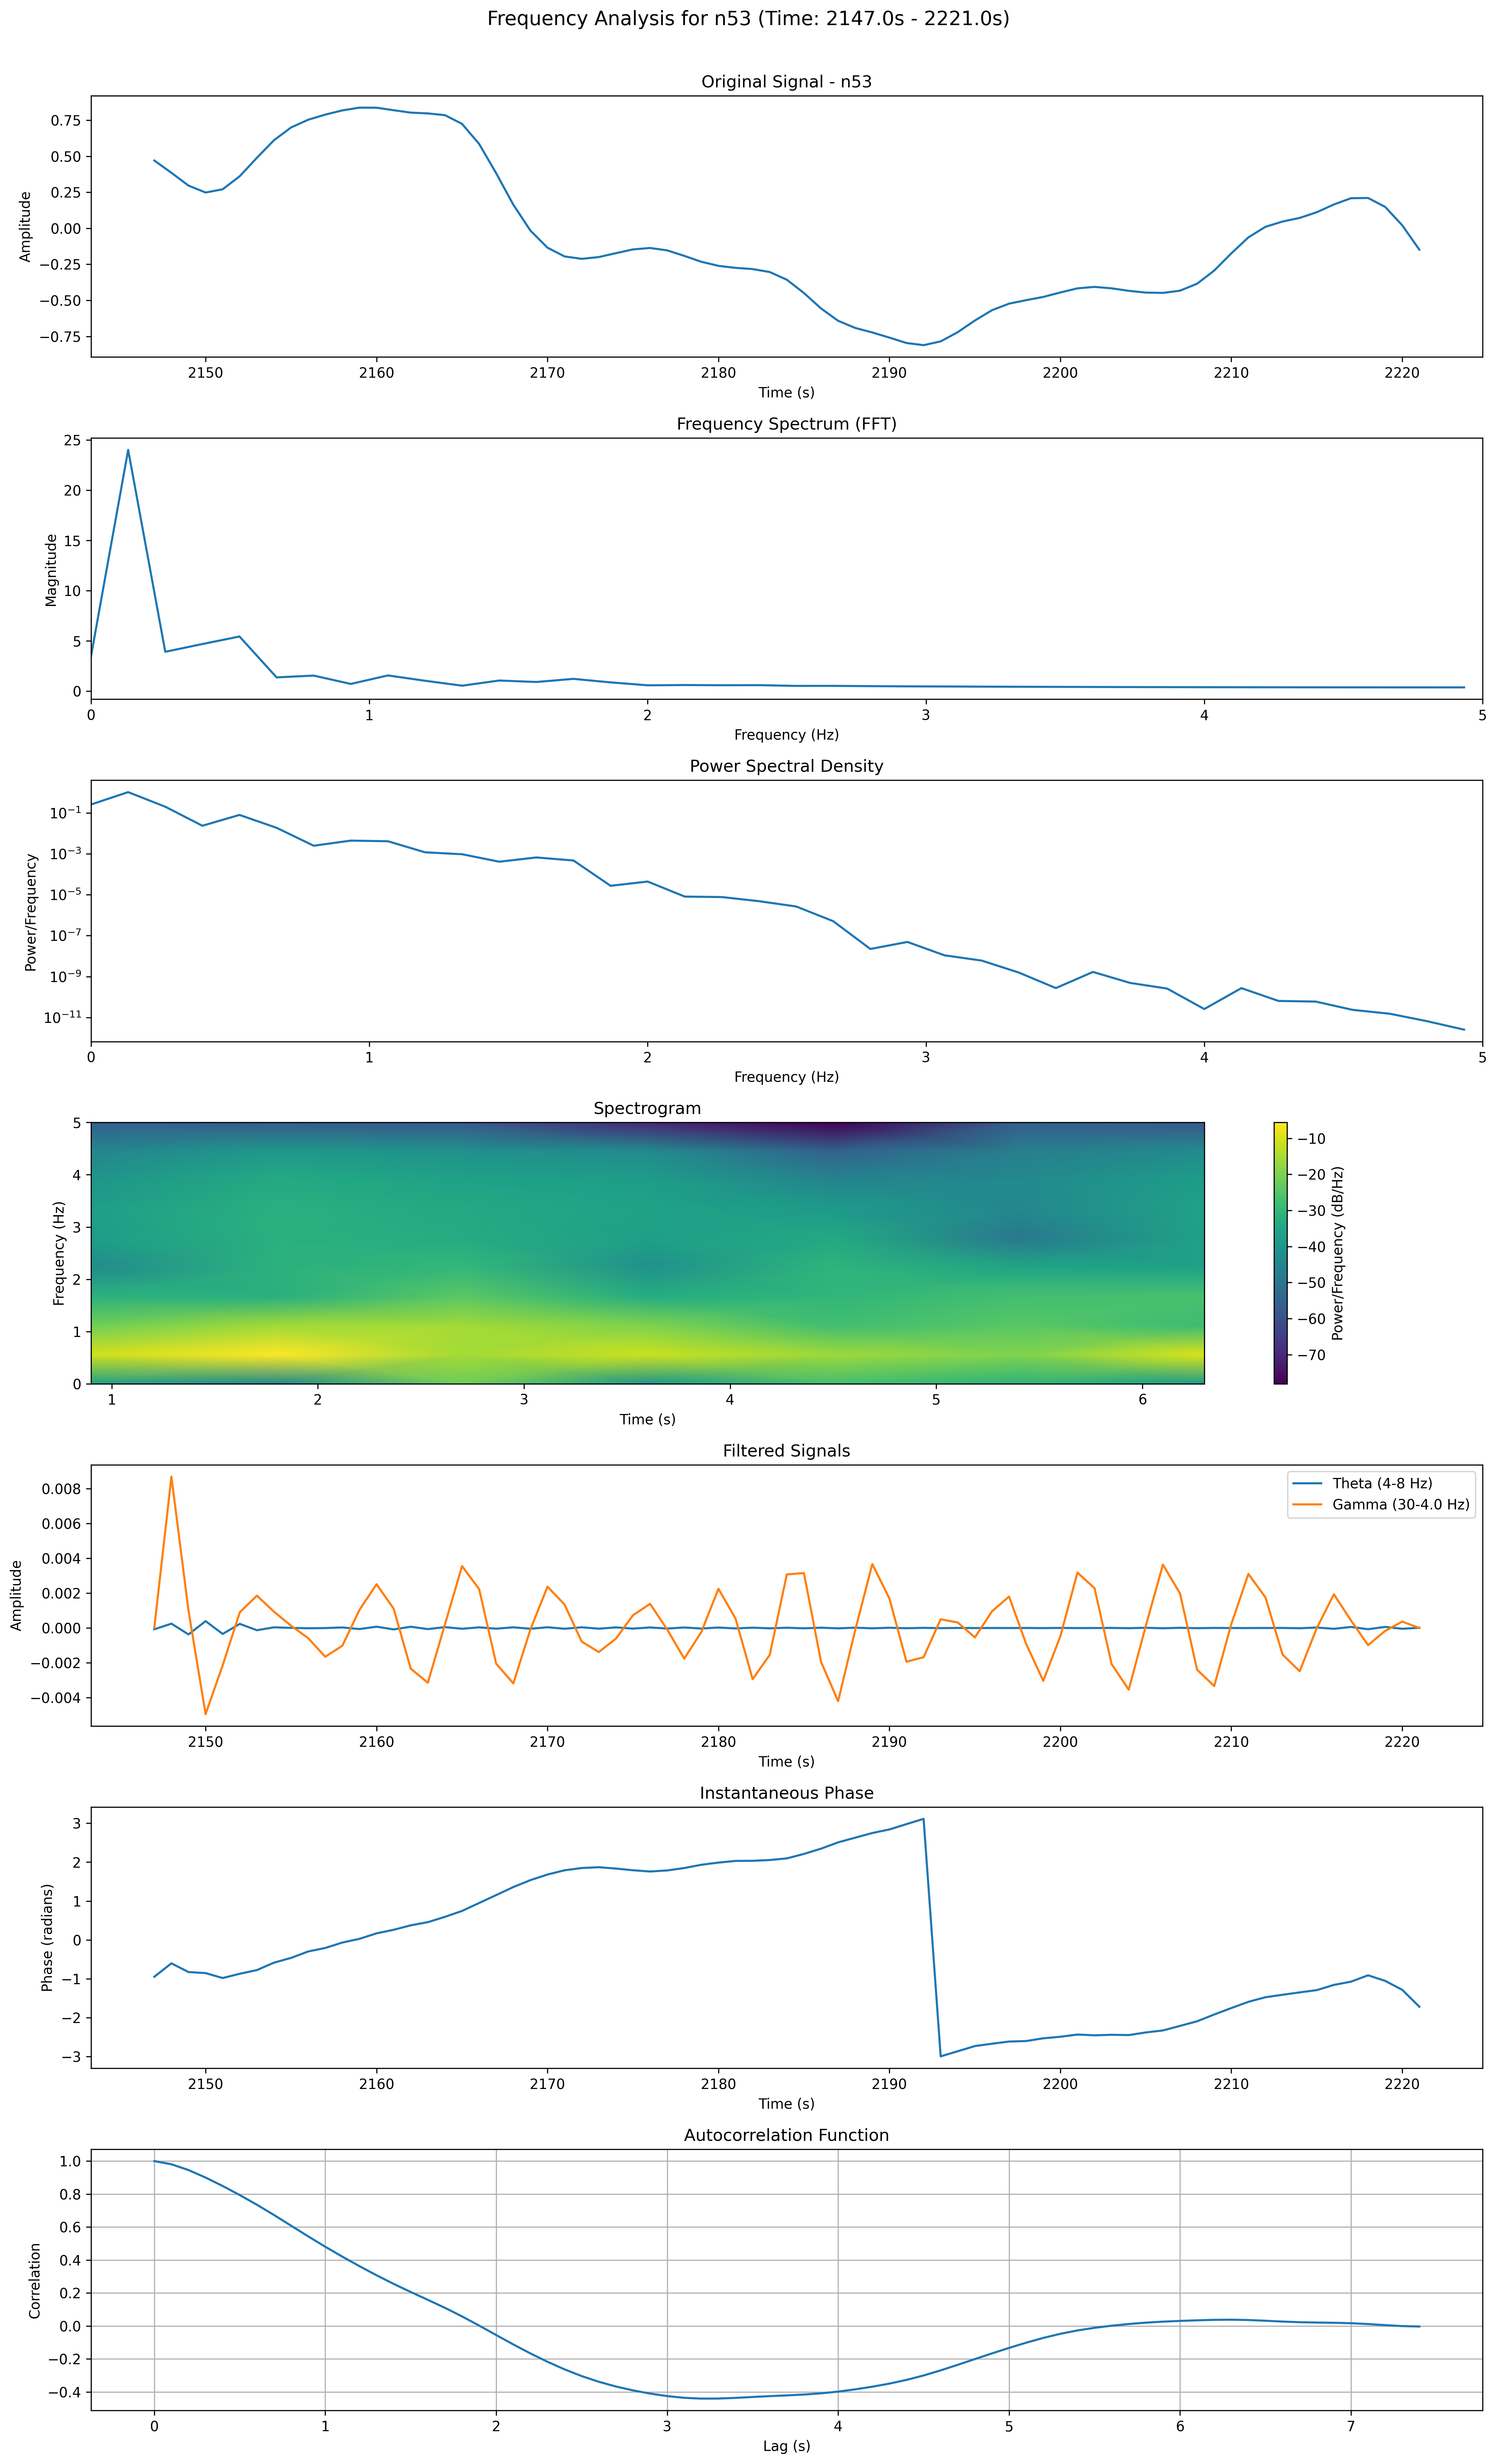 Frequency Analysis for n53 (Time: 2147.0s - 2221.0s)
Original Signal - n53
Amplitude
0.75
0.50
0.25
0.00
−0.25
−0.50
−0.75
2150 2160 2170 2180 2190 2200 2210 2220
Time (s)
Frequency Spectrum (FFT)
Magnitude
25
20
15
10
5
0
0 1 2 3 4 5
Frequency (Hz)
Power Spectral Density
Power/Frequency
10⁻¹
10⁻³
10⁻⁵
10⁻⁷
10⁻⁹
10⁻¹¹
0 1 2 3 4 5
Frequency (Hz)
Spectrogram
Frequency (Hz)
5
4
3
2
1
0
1 2 3 4 5 6
Time (s)
−10
−20
−30
−40
−50
−60
−70
Power/Frequency (dB/Hz)
Filtered Signals
Theta (4-8 Hz)
Gamma (30-4.0 Hz)
Amplitude
0.008
0.006
0.004
0.002
0.000
−0.002
−0.004
2150 2160 2170 2180 2190 2200 2210 2220
Time (s)
Instantaneous Phase
Phase (radians)
3
2
1
0
−1
−2
−3
2150 2160 2170 2180 2190 2200 2210 2220
Time (s)
Autocorrelation Function
Correlation
1.0
0.8
0.6
0.4
0.2
0.0
−0.2
−0.4
0 1 2 3 4 5 6 7
Lag (s)